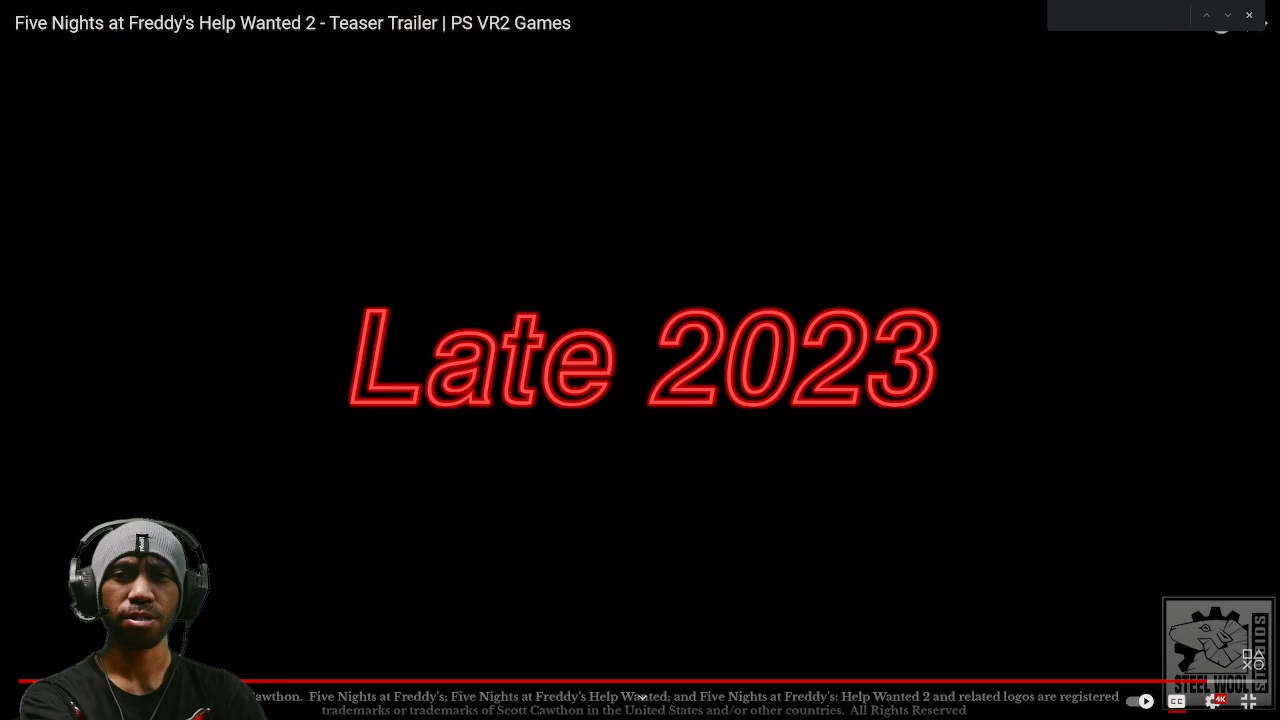 Five Nights at Freddy's Help Wanted 2 - Teaser Trailer | PS VR2 Games
Late 2023
STEEL WOOL
STUDIOS
awthon. Five Nights at Freddy's; Five Nights at Freddy's Help Wanted; and Five Nights at Freddy's: Help Wanted 2 and related logos are registered
trademarks or trademarks of Scott Cawthon in the United States and/or other countries. All Rights Reserved
CC
4K